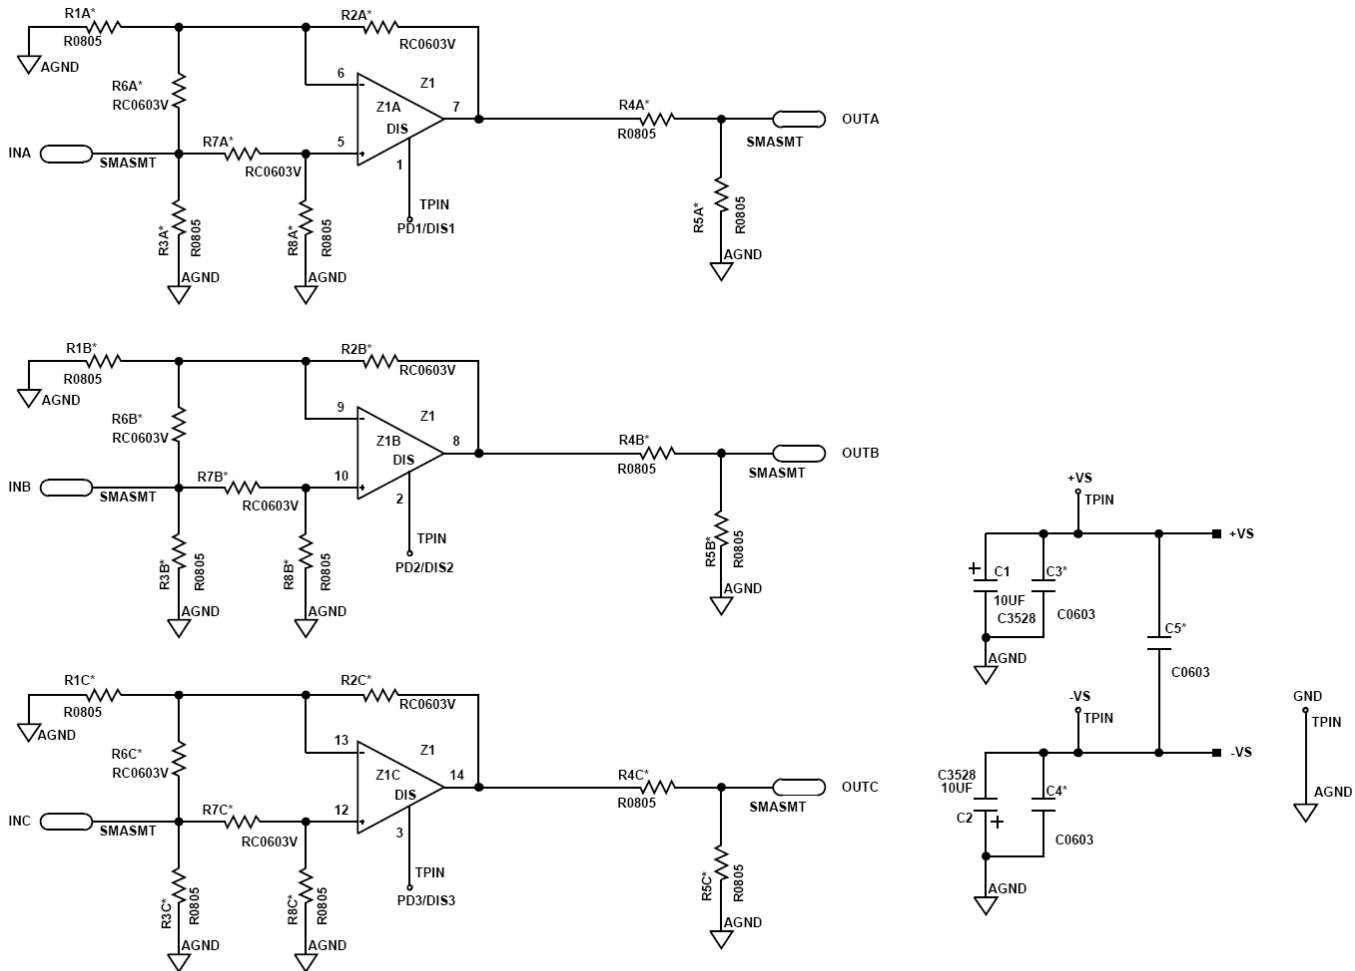 R1A*
R0805
AGND
R2A*
RC0603V
R6A*
RC0603V
6
Z1
Z1A
7
DIS
5
1
INA
SMASMT
R7A*
RC0603V
TPIN
PD1/DIS1
R4A*
R0805
OUTA
SMASMT
R3A*
R0805
AGND
R8A*
R0805
AGND
R5A*
R0805
AGND
R1B*
R0805
AGND
R2B*
RC0603V
R6B*
RC0603V
9
Z1
Z1B
8
DIS
10
2
INB
SMASMT
R7B*
RC0603V
TPIN
PD2/DIS2
R4B*
R0805
OUTB
SMASMT
R3B*
R0805
AGND
R8B*
R0805
AGND
R5B*
R0805
AGND
R1C*
R0805
AGND
R2C*
RC0603V
R6C*
RC0603V
13
Z1
Z1C
14
DIS
12
3
INC
SMASMT
R7C*
RC0603V
TPIN
PD3/DIS3
R4C*
R0805
OUTC
SMASMT
R3C*
R0805
AGND
R8C*
R0805
AGND
R5C*
R0805
AGND
+VS
TPIN
+VS
+
C1
10UF
C3528
C3*
C0603
AGND
C5*
C0603
-VS
TPIN
-VS
C3528
10UF
C2
+
C4*
C0603
AGND
GND
TPIN
AGND